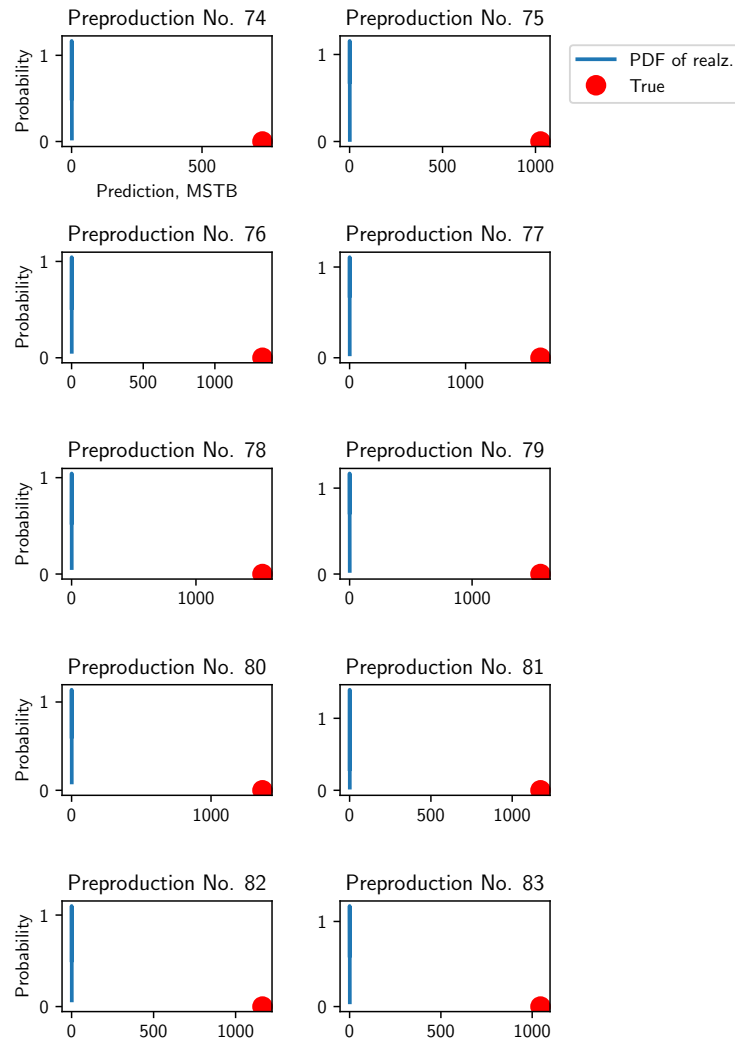 Preproduction No. 74
Preproduction No. 75
1
0
Probability
0
500
Prediction, MSTB
1
0
0
500
1000
PDF of realz.
True
Preproduction No. 76
Preproduction No. 77
1
0
Probability
0
500
1000
1
0
0
1000
Preproduction No. 78
Preproduction No. 79
1
0
Probability
0
1000
1
0
0
1000
Preproduction No. 80
Preproduction No. 81
1
0
Probability
0
1000
1
0
0
500
1000
Preproduction No. 82
Preproduction No. 83
1
0
Probability
0
500
1000
1
0
0
500
1000